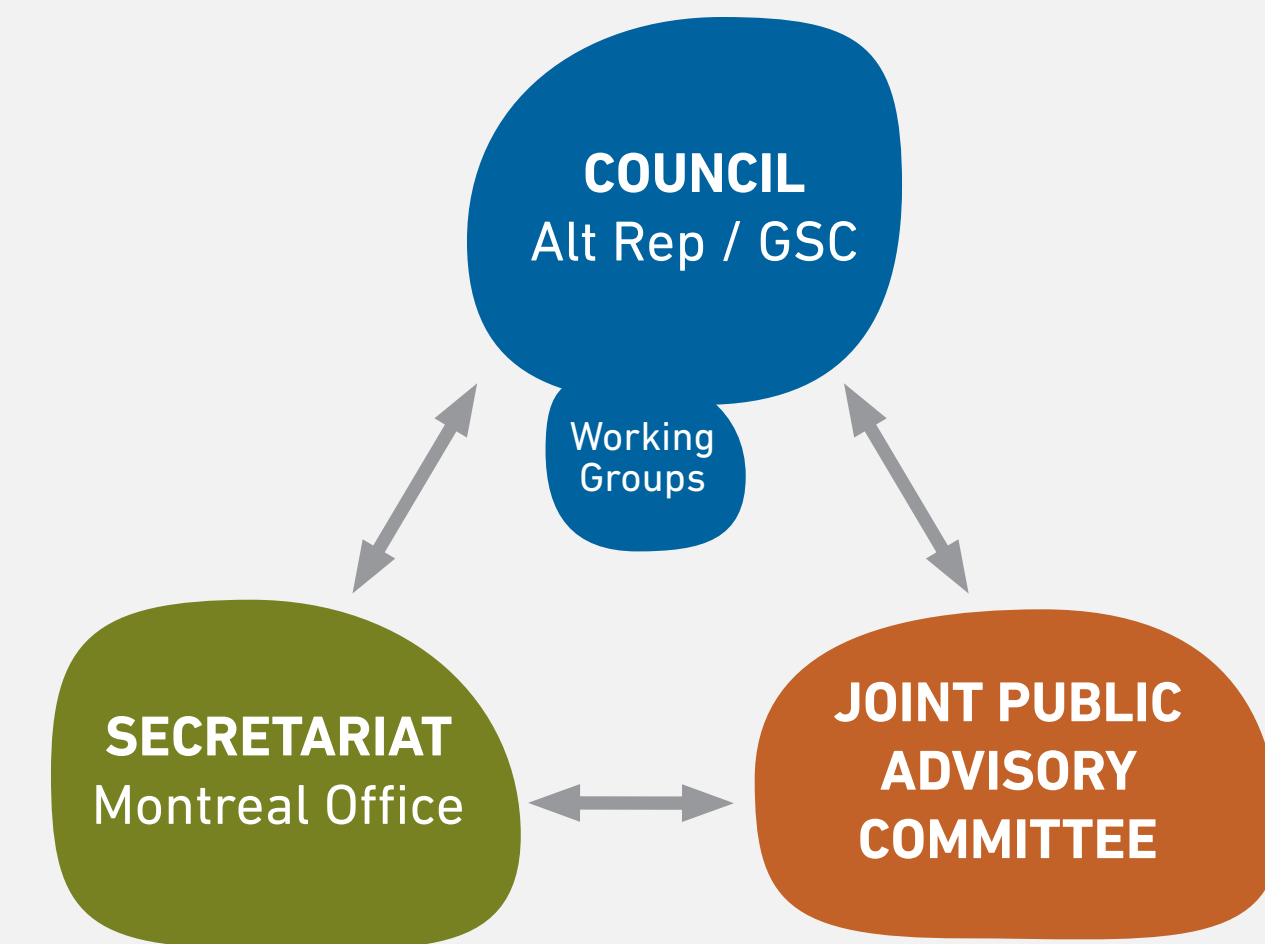 COUNCIL
Alt Rep / GSC
Working
Groups
SECRETARIAT
Montreal Office
JOINT PUBLIC
ADVISORY
COMMITTEE